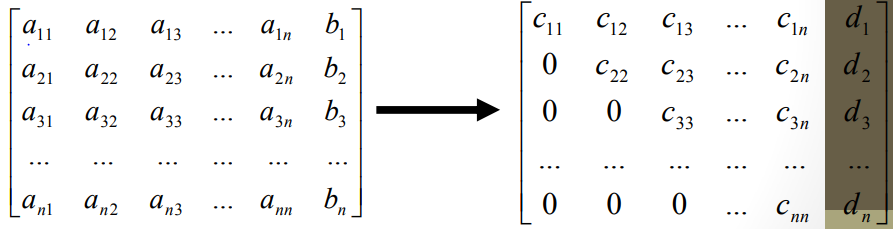 a11 a12 a13 ... a1n b1 c11 c12 c13 ... c1n d1
a21 a22 a23 ... a2n b2 0 c22 c23 ... c2n d2
a31 a32 a33 ... a3n b3 0 0 c33 ... c3n d3
... ... ... ... ... ... ... ... ... ... ... ...
an1 an2 an3 ... ann bn 0 0 0 ... cnn dn